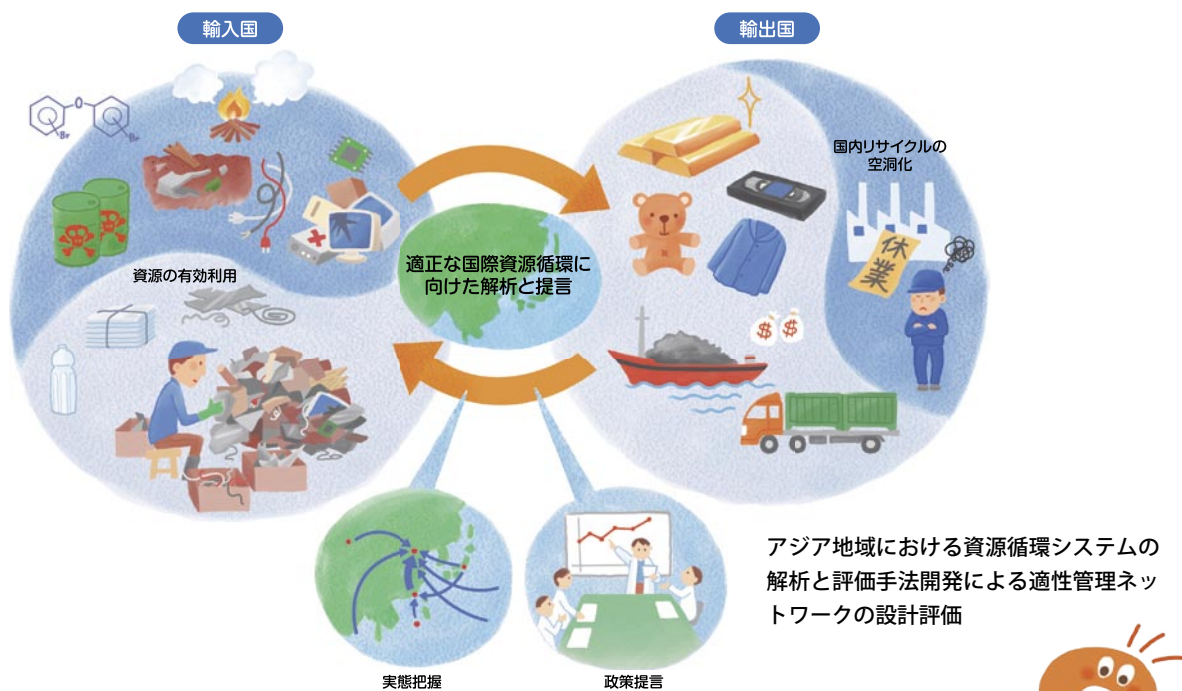 輸入国
輸出国
O
Br
Br
国内リサイクルの
空洞化
休業
資源の有効利用
適正な国際資源循環に
向けた解析と提言
$
$
アジア地域における資源循環システムの
解析と評価手法開発による適性管理ネッ
トワークの設計評価
実態把握
政策提言